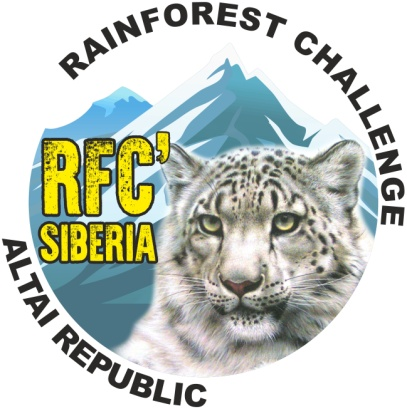 RAINFOREST CHALLENGE
RFC'
SIBERIA
ALTAI REPUBLIC